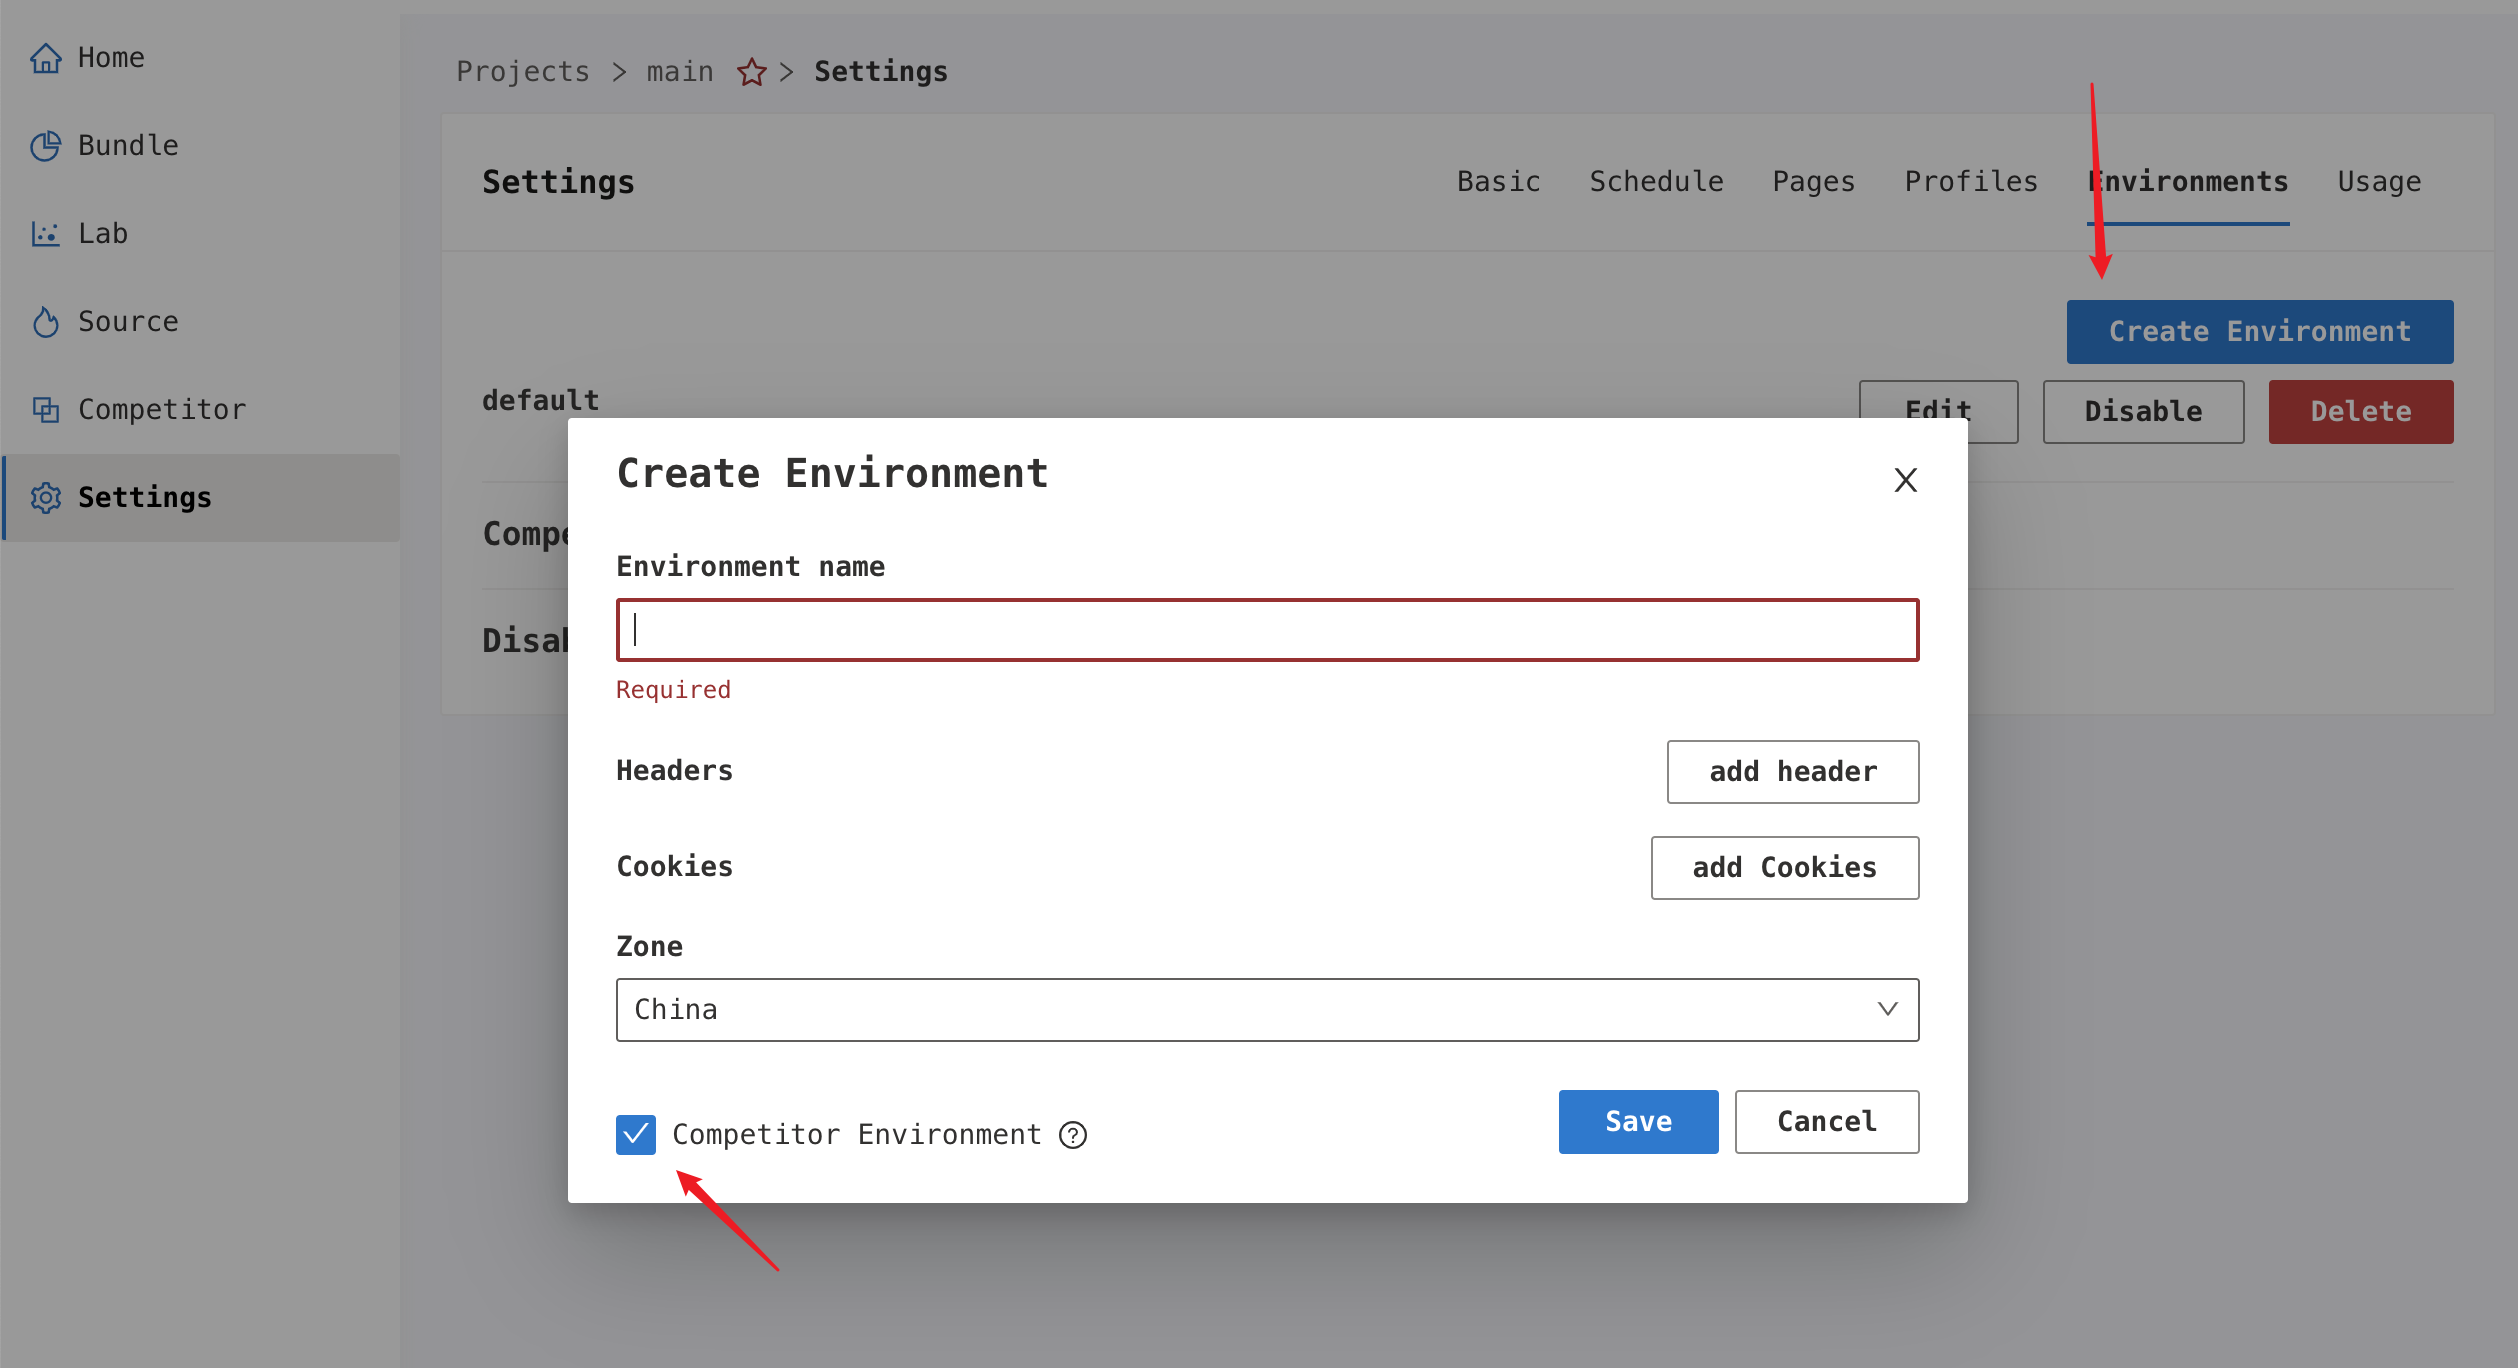 Home
Bundle
Lab
Source
Competitor
Settings
Projects > main > Settings
Settings
Basic Schedule Pages Profiles Environments Usage
Create Environment
default
Edit Disable Delete
Create Environment
Environment name
Required
Headers
add header
Cookies
add Cookies
Zone
China
Competitor Environment ?
Save Cancel